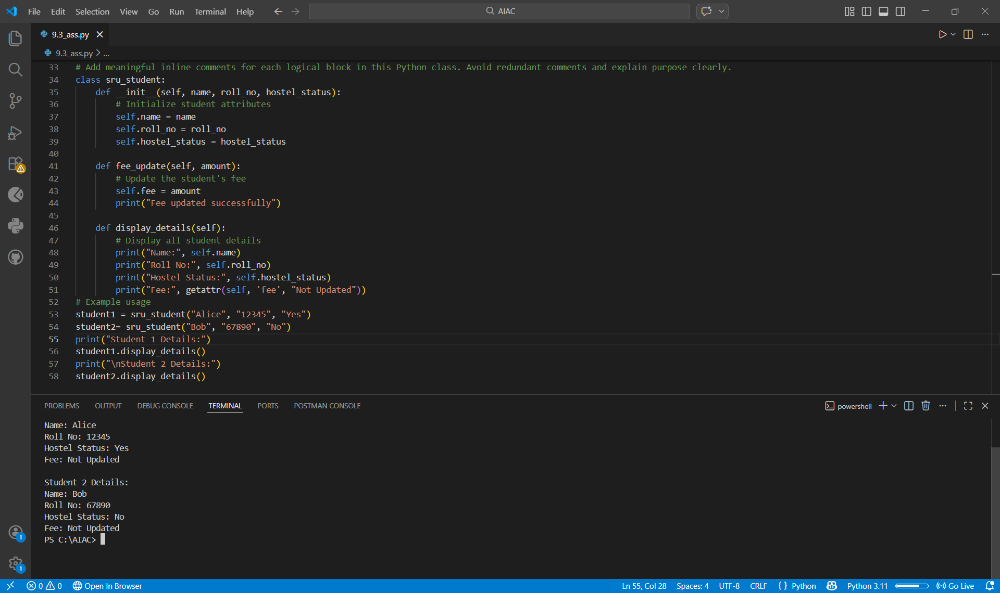 File Edit Selection View Go Run Terminal Help
AIAC
9.3_ass.py
9.3_ass.py > ...
33 # Add meaningful inline comments for each logical block in this Python class. Avoid redundant comments and explain purpose clearly.
34 class sru_student:
35     def __init__(self, name, roll_no, hostel_status):
36         # Initialize student attributes
37         self.name = name
38         self.roll_no = roll_no
39         self.hostel_status = hostel_status
40
41     def fee_update(self, amount):
42         # Update the student's fee
43         self.fee = amount
44         print("Fee updated successfully")
45
46     def display_details(self):
47         # Display all student details
48         print("Name:", self.name)
49         print("Roll No:", self.roll_no)
50         print("Hostel Status:", self.hostel_status)
51         print("Fee:", getattr(self, 'fee', "Not Updated"))
52 # Example usage
53 student1 = sru_student("Alice", "12345", "Yes")
54 student2= sru_student("Bob", "67890", "No")
55 print("Student 1 Details:")
56 student1.display_details()
57 print("\nStudent 2 Details:")
58 student2.display_details()
PROBLEMS OUTPUT DEBUG CONSOLE TERMINAL PORTS POSTMAN CONSOLE
powershell
Name: Alice
Roll No: 12345
Hostel Status: Yes
Fee: Not Updated

Student 2 Details:
Name: Bob
Roll No: 67890
Hostel Status: No
Fee: Not Updated
PS C:\AIAC>
1
1
0 0 Open In Browser Ln 55, Col 28 Spaces: 4 UTF-8 CRLF { } Python Python 3.11 Go Live